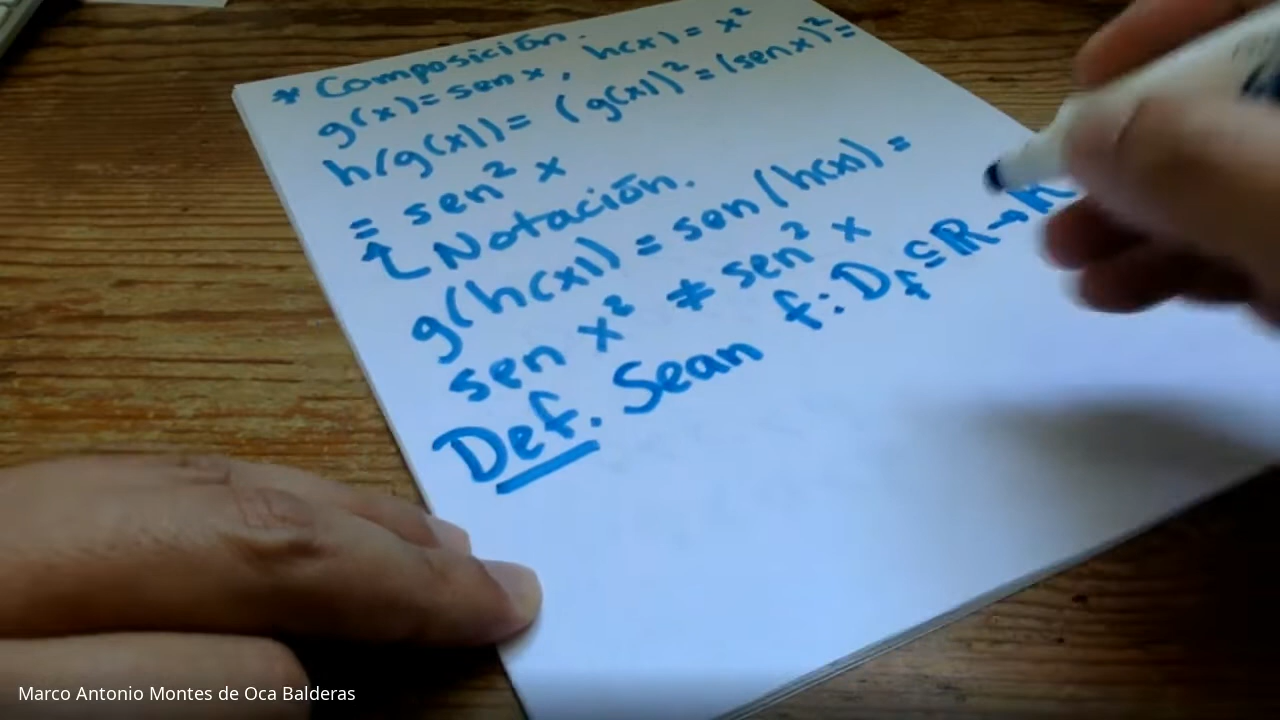 * Composición.
g(x) = sen x, h(x) = x²
h(g(x)) = (g(x))² = (sen x)² =
= sen² x
Notación.
g(h(x)) = sen(h(x)) =
sen x² ≠ sen² x
Def. Sean f: D_f ⊆ ℝ → ℝ
Marco Antonio Montes de Oca Balderas